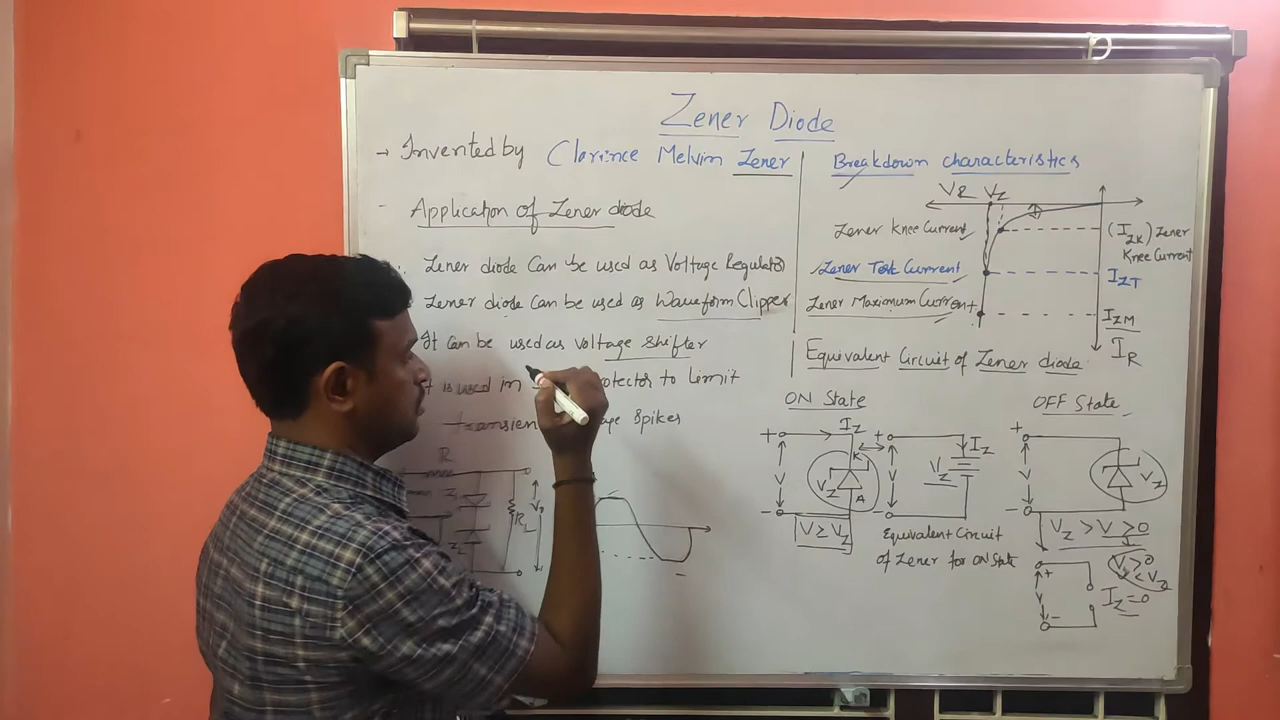 Zener Diode
→ Invented by Clarince Melvin Zener
- Application of Zener diode
Zener diode Can be used as Voltage Regulator
Zener diode Can be used as Waveform Clipper
It Can be used as Voltage Shifter
It is used in protector to Limit
transient Spikes
R
Z1
Z2
RL
Vo
Breakdown characteristics
VR VZ
Zener Knee Current
(IZK) Zener
Knee Current
Zener Test Current
IZT
Zener Maximum Current
IZM
IR
Equivalent Circuit of Zener diode
ON State
+ IZ
V
K
VZ
A
-
V ≥ VZ
+ IZ
V
VZ
-
Equivalent Circuit
of Zener for ON State
OFF State
+
V
VZ
-
VZ > V > 0
V > 0
V < VZ
+
V
-
IZ = 0